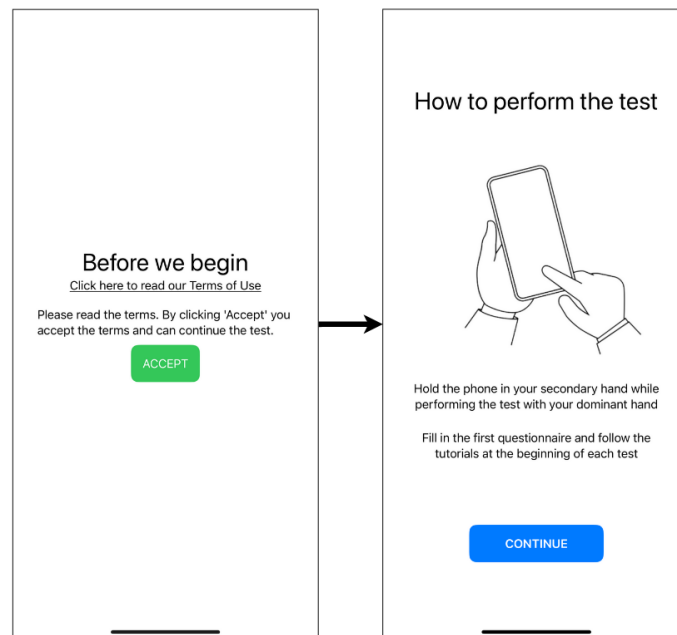 Before we begin
Click here to read our Terms of Use
Please read the terms. By clicking 'Accept' you
accept the terms and can continue the test.
ACCEPT
How to perform the test
Hold the phone in your secondary hand while
performing the test with your dominant hand
Fill in the first questionnaire and follow the
tutorials at the beginning of each test
CONTINUE